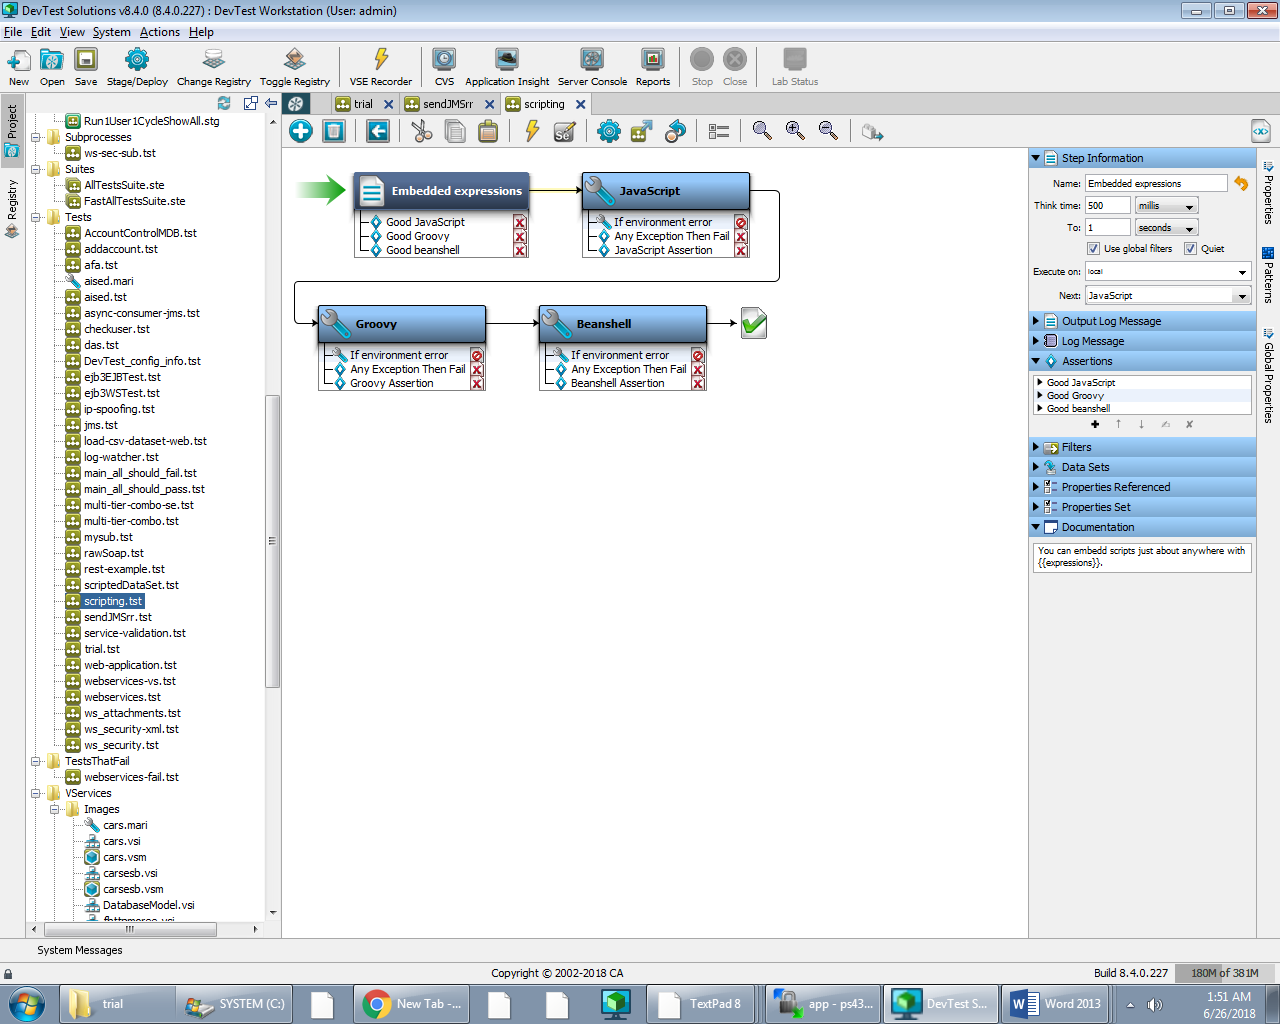 DevTest Solutions v8.4.0 (8.4.0.227) : DevTest Workstation (User: admin)
File Edit View System Actions Help
New Open Save Stage/Deploy Change Registry Toggle Registry VSE Recorder CVS Application Insight Server Console Reports Stop Close Lab Status
Project
Registry
trial sendJMSrr scripting
Run1User1CycleShowAll.stg
Subprocesses
ws-sec-sub.tst
Suites
AllTestsSuite.ste
FastAllTestsSuite.ste
Tests
AccountControlMDB.tst
addaccount.tst
afa.tst
aised.mari
aised.tst
async-consumer-jms.tst
checkuser.tst
das.tst
DevTest_config_info.tst
ejb3EJBTest.tst
ejb3WSTest.tst
ip-spoofing.tst
jms.tst
load-csv-dataset-web.tst
log-watcher.tst
main_all_should_fail.tst
main_all_should_pass.tst
multi-tier-combo-se.tst
multi-tier-combo.tst
mysub.tst
rawSoap.tst
rest-example.tst
scriptedDataSet.tst
scripting.tst
sendJMSrr.tst
service-validation.tst
trial.tst
web-application.tst
webservices-vs.tst
webservices.tst
ws_attachments.tst
ws_security-xml.tst
ws_security.tst
TestsThatFail
webservices-fail.tst
VServices
Images
cars.mari
cars.vsi
cars.vsm
carsesb.vsi
carsesb.vsm
DatabaseModel.vsi
Se
Embedded expressions
Good JavaScript
Good Groovy
Good beanshell
JavaScript
If environment error
Any Exception Then Fail
JavaScript Assertion
Groovy
If environment error
Any Exception Then Fail
Groovy Assertion
Beanshell
If environment error
Any Exception Then Fail
Beanshell Assertion
Step Information
Name: Embedded expressions
Think time: 500 millis
To: 1 seconds
Use global filters Quiet
Execute on: local
Next: JavaScript
Output Log Message
Log Message
Assertions
Good JavaScript
Good Groovy
Good beanshell
Filters
Data Sets
Properties Referenced
Properties Set
Documentation
You can embedd scripts just about anywhere with
{{expressions}}.
Properties
Patterns
Global Properties
System Messages
Copyright © 2002-2018 CA
Build 8.4.0.227 180M of 381M
trial SYSTEM (C:) New Tab -... TextPad 8 app - ps43... DevTest S... Word 2013
1:51 AM
6/26/2018